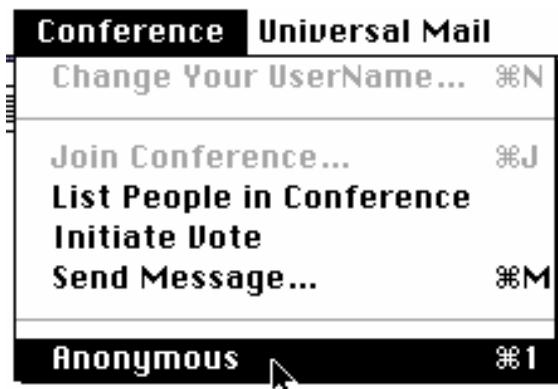 Conference Universal Mail
Change Your UserName... ⌘N
Join Conference... ⌘J
List People in Conference
Initiate Vote
Send Message... ⌘M
Anonymous ⌘1